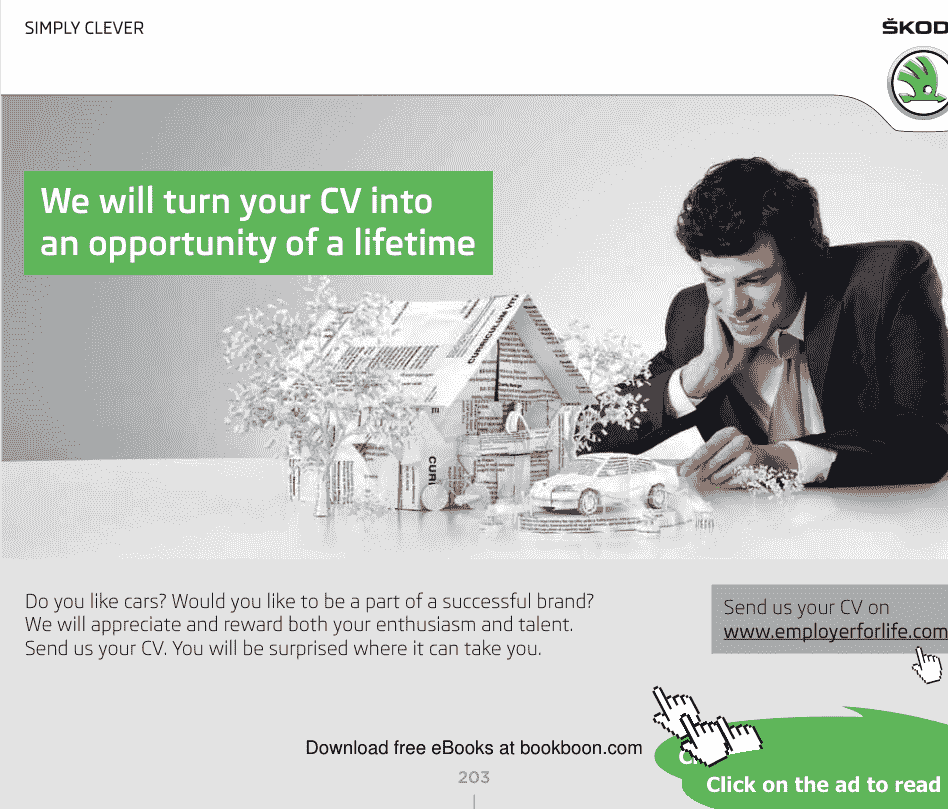 SIMPLY CLEVER
ŠKOD
We will turn your CV into
an opportunity of a lifetime
CURRICULUM
CURI
Do you like cars? Would you like to be a part of a successful brand?
We will appreciate and reward both your enthusiasm and talent.
Send us your CV. You will be surprised where it can take you.
Send us your CV on
www.employerforlife.com
Download free eBooks at bookboon.com
203
Click on the ad to read